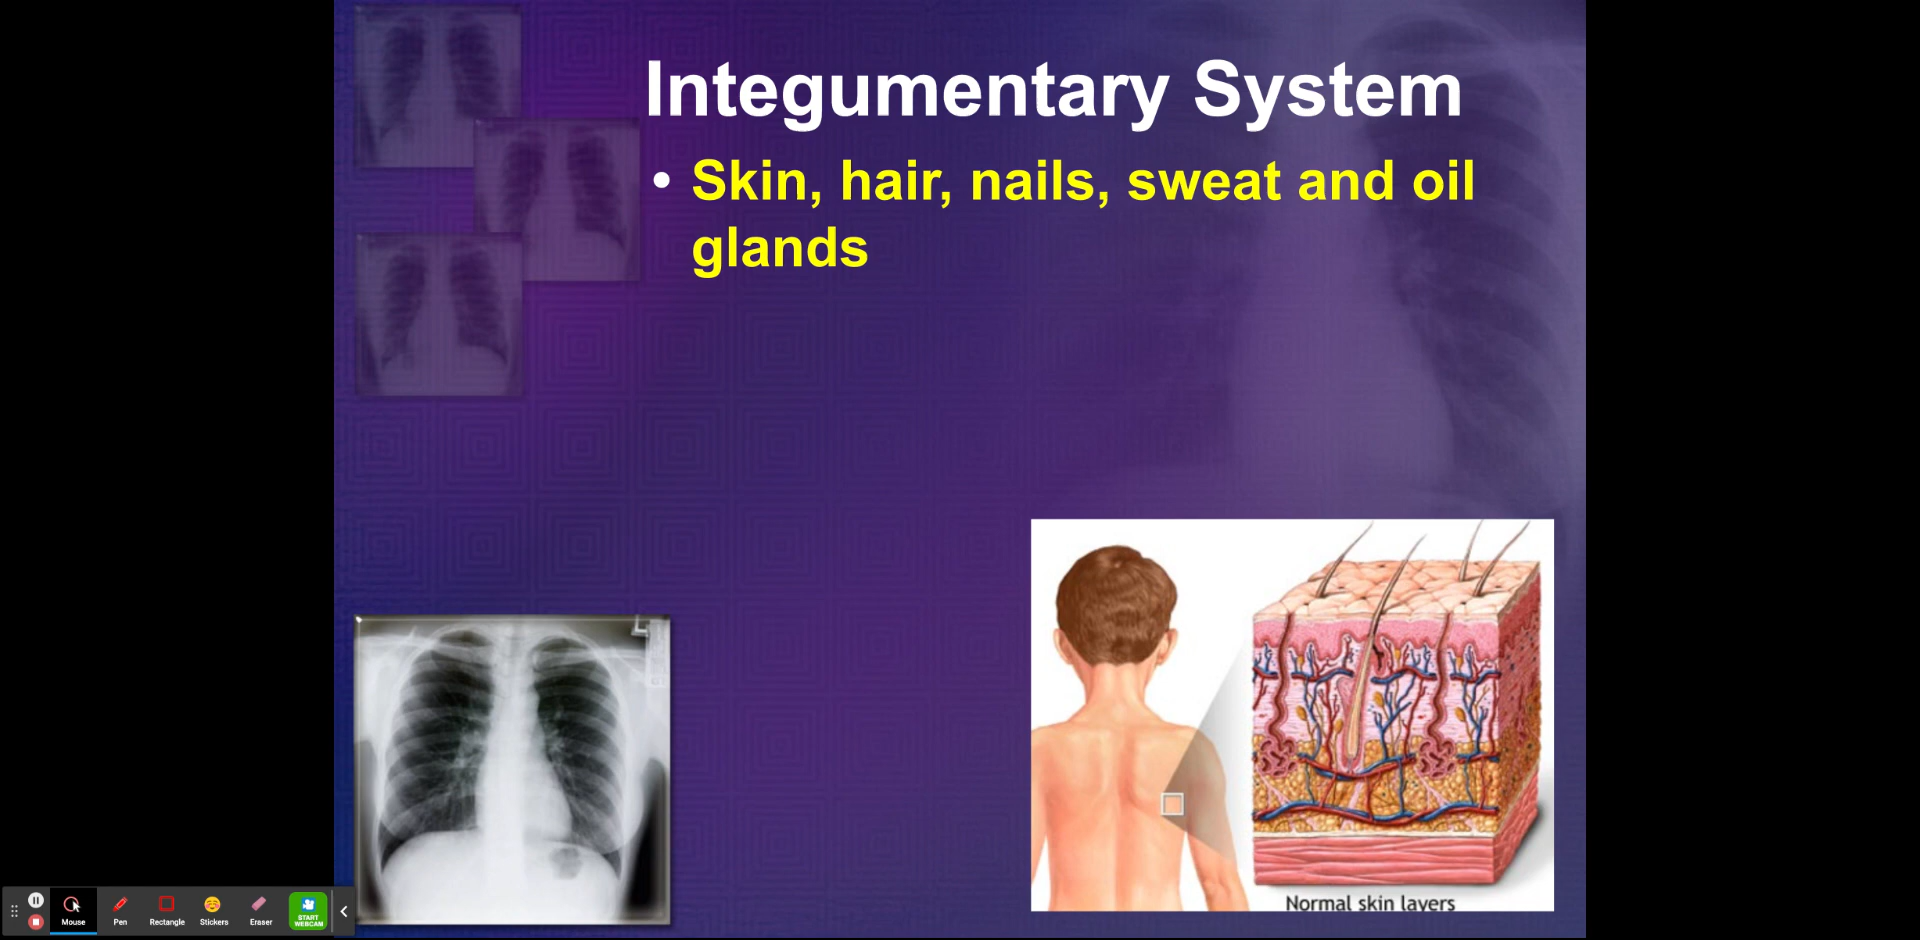 Integumentary System
• Skin, hair, nails, sweat and oil
glands
Normal skin layers
Mouse
Pen
Rectangle
Stickers
Eraser
START
WEBCAM